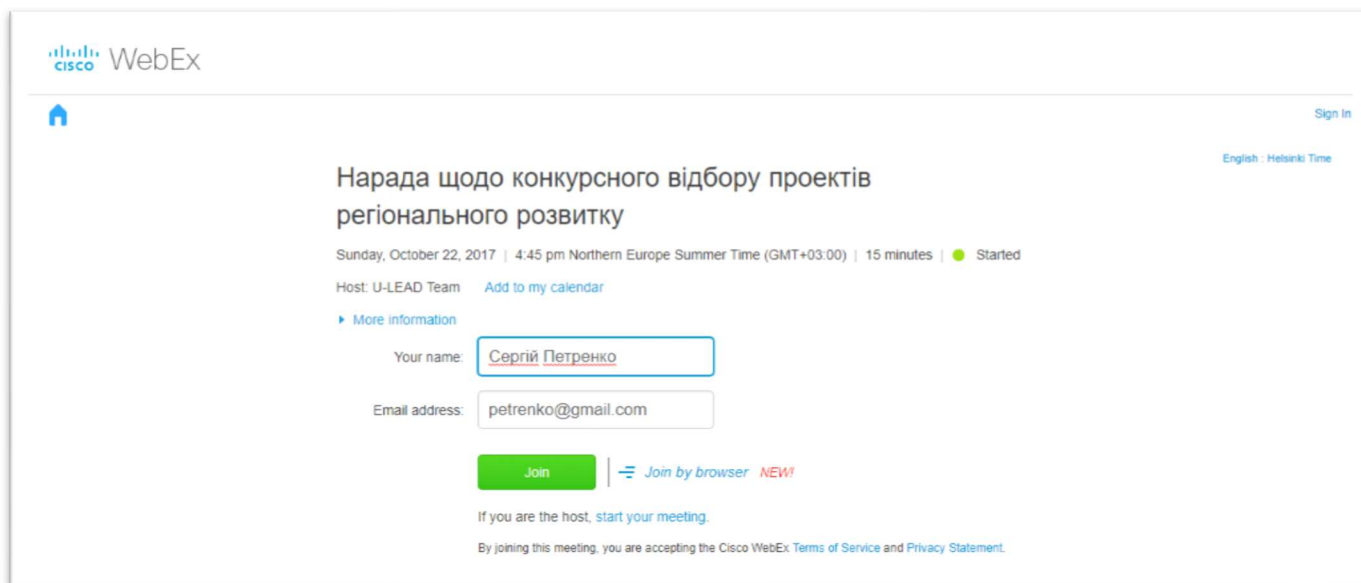 CISCO WebEx
Sign In
English : Helsinki Time
Нарада щодо конкурсного відбору проектів
регіонального розвитку
Sunday, October 22, 2017 | 4:45 pm Northern Europe Summer Time (GMT+03:00) | 15 minutes | Started
Host: U-LEAD Team Add to my calendar
More information
Your name: Сергій Петренко
Email address: petrenko@gmail.com
Join Join by browser NEW!
If you are the host, start your meeting.
By joining this meeting, you are accepting the Cisco WebEx Terms of Service and Privacy Statement.